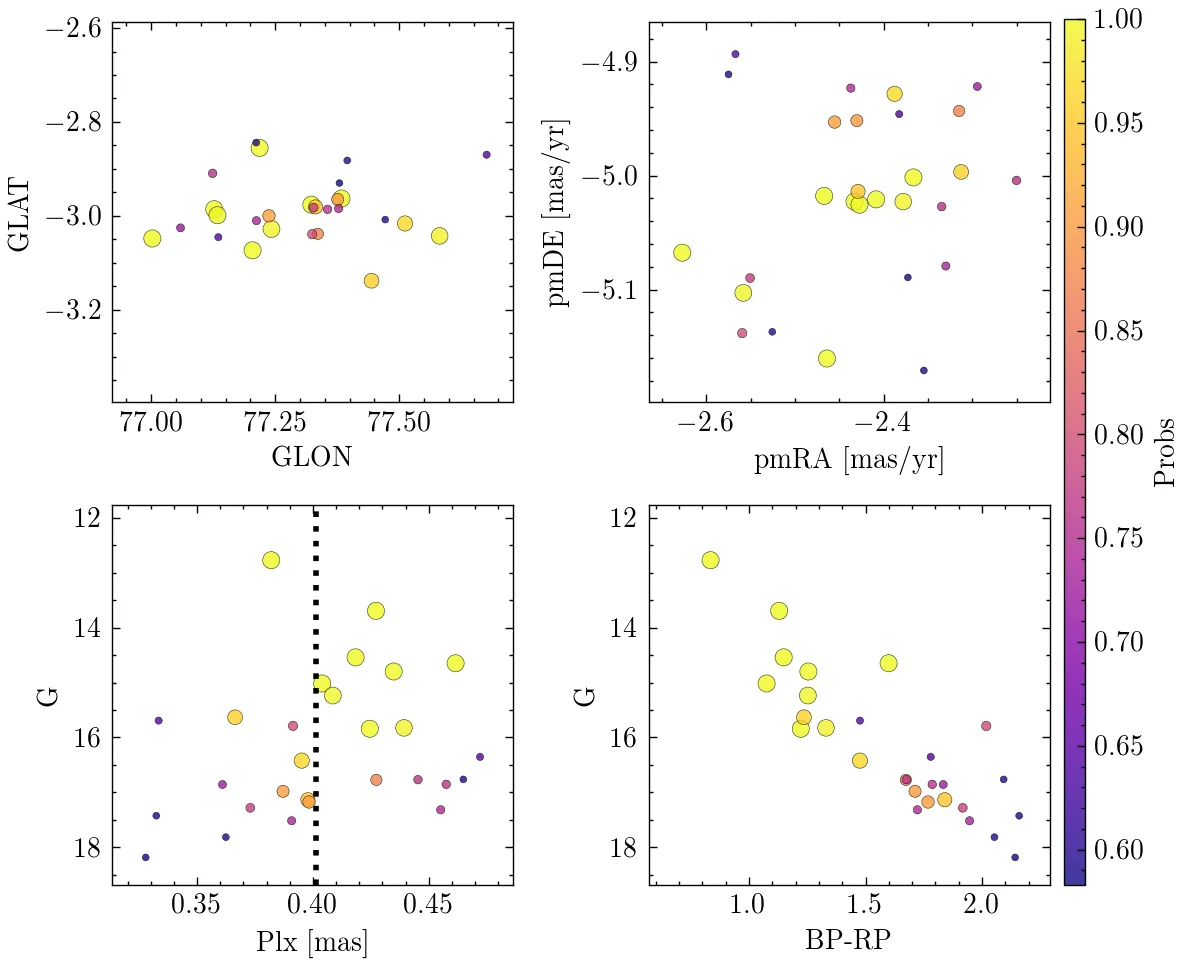 −2.6
−2.8
−3.0
−3.2
GLAT
77.00 77.25 77.50
GLON
−4.9
−5.0
−5.1
pmDE [mas/yr]
−2.6 −2.4
pmRA [mas/yr]
12
14
16
18
G
0.35 0.40 0.45
Plx [mas]
12
14
16
18
G
1.0 1.5 2.0
BP-RP
1.00
0.95
0.90
0.85
0.80
0.75
0.70
0.65
0.60
Probs